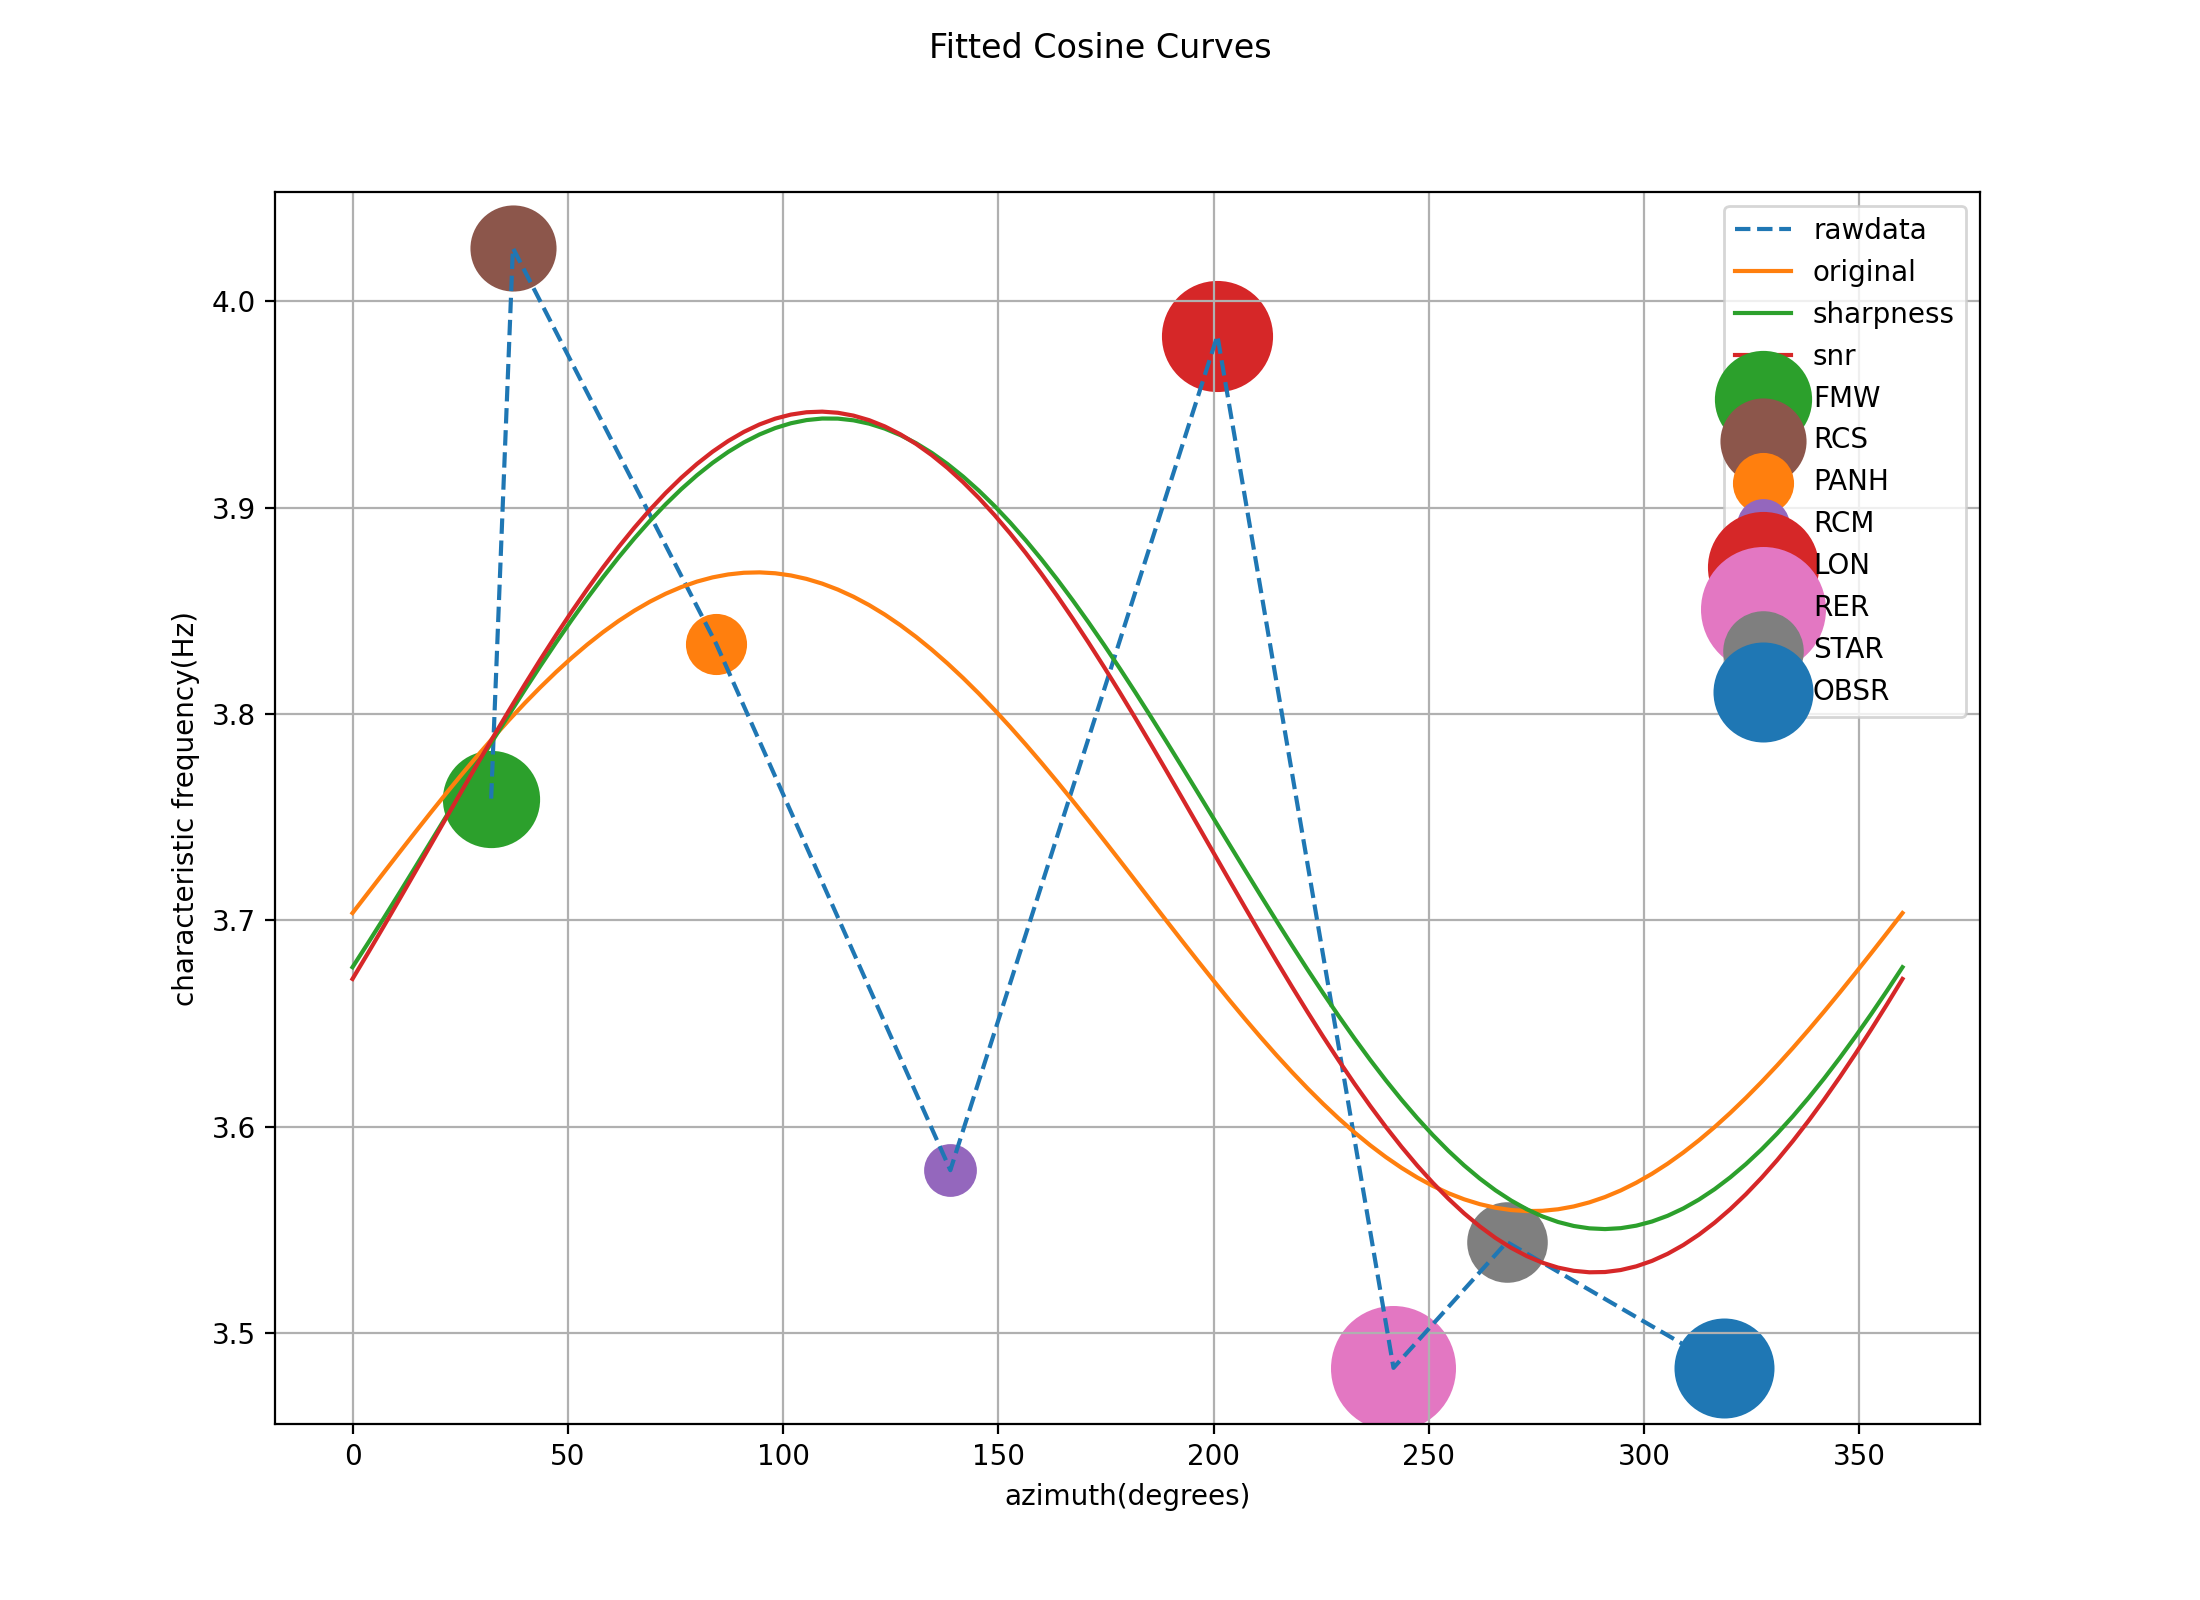 Fitted Cosine Curves
characteristic frequency(Hz)
4.0
3.9
3.8
3.7
3.6
3.5
rawdata
original
sharpness
snr
FMW
RCS
PANH
RCM
LON
RER
STAR
OBSR
0 50 100 150 200 250 300 350
azimuth(degrees)